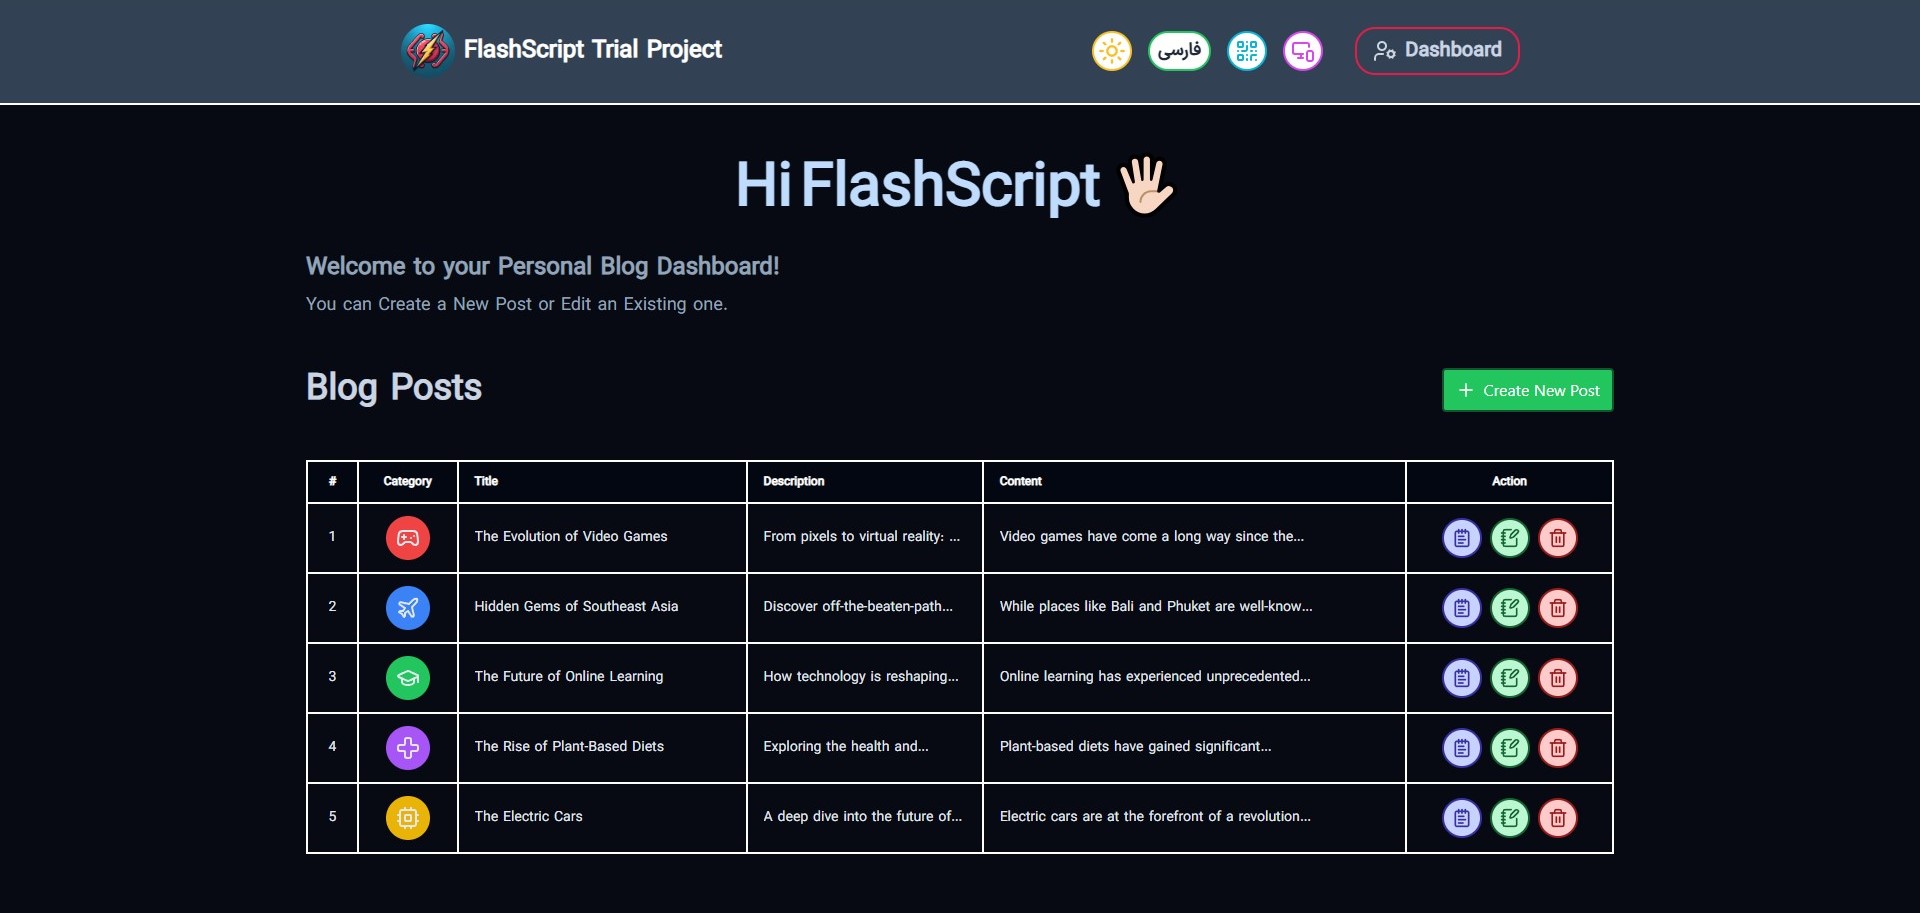 FlashScript Trial Project
فارسی
Dashboard
Hi FlashScript
Welcome to your Personal Blog Dashboard!
You can Create a New Post or Edit an Existing one.
Blog Posts
Create New Post
# Category Title Description Content Action
1 The Evolution of Video Games From pixels to virtual reality: ... Video games have come a long way since the...
2 Hidden Gems of Southeast Asia Discover off-the-beaten-path... While places like Bali and Phuket are well-know...
3 The Future of Online Learning How technology is reshaping... Online learning has experienced unprecedented...
4 The Rise of Plant-Based Diets Exploring the health and... Plant-based diets have gained significant...
5 The Electric Cars A deep dive into the future of... Electric cars are at the forefront of a revolution...